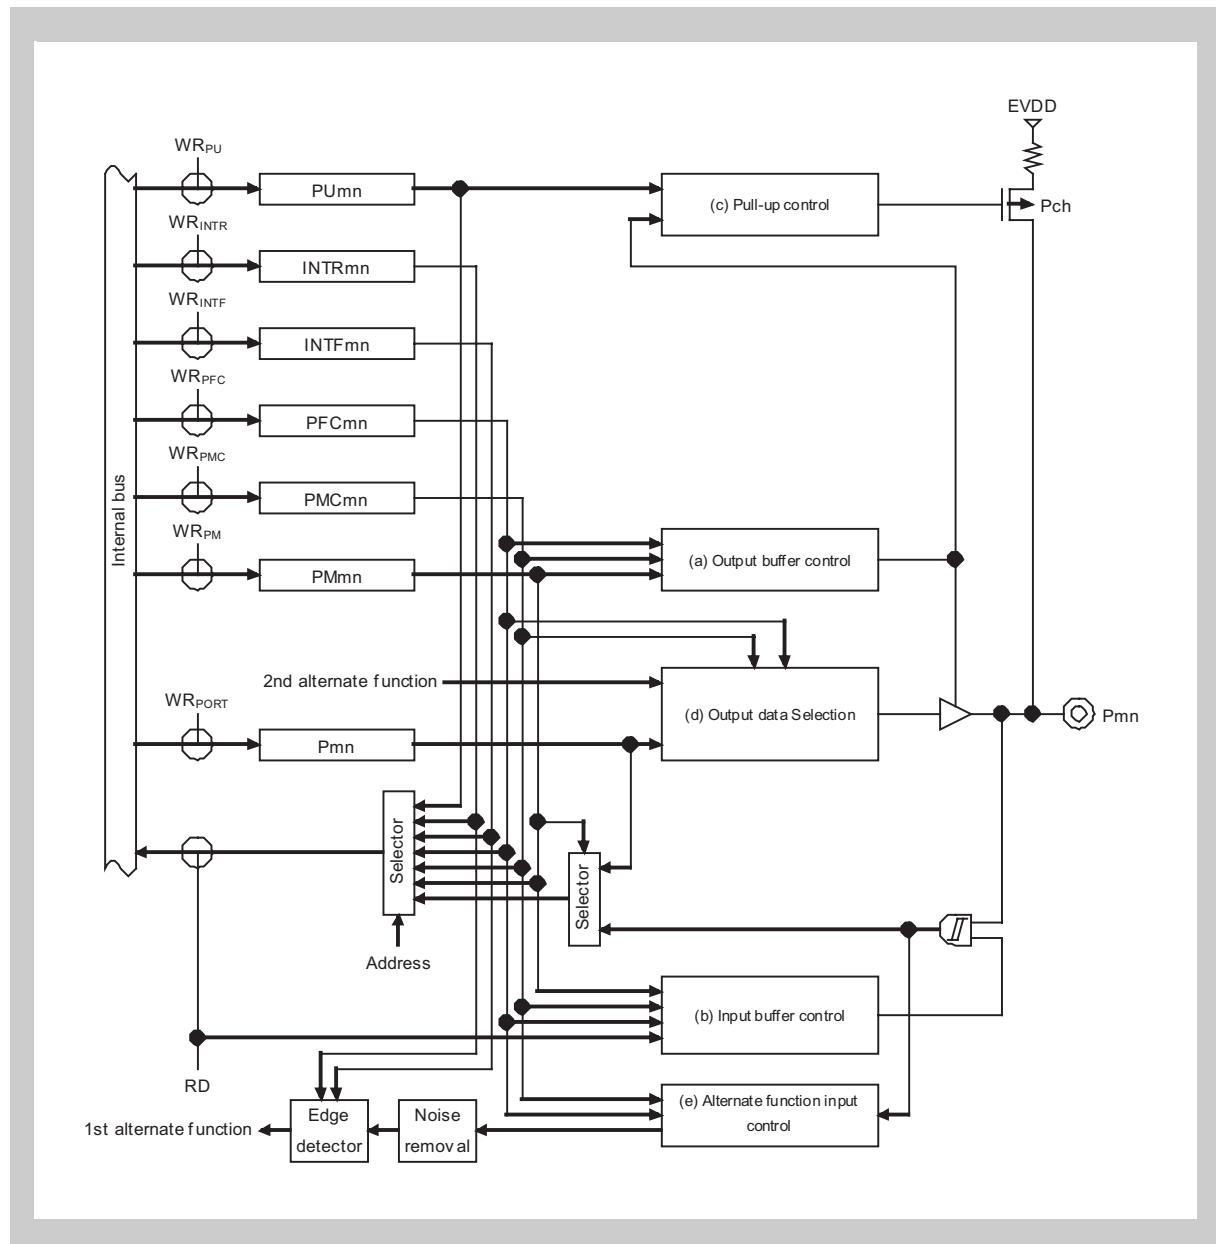 EVDD
WRPU
PUmn
(c) Pull-up control
Pch
WRINTR
INTRmn
WRINTF
INTFmn
WRPFC
PFCmn
WRPMC
PMCmn
Internal bus
WRPM
PMmn
(a) Output buffer control
2nd alternate function
WRPORT
(d) Output data Selection
Pmn
Pmn
Selector
Selector
Address
(b) Input buffer control
RD
(e) Alternate function input
control
1st alternate function
Edge
detector
Noise
removal